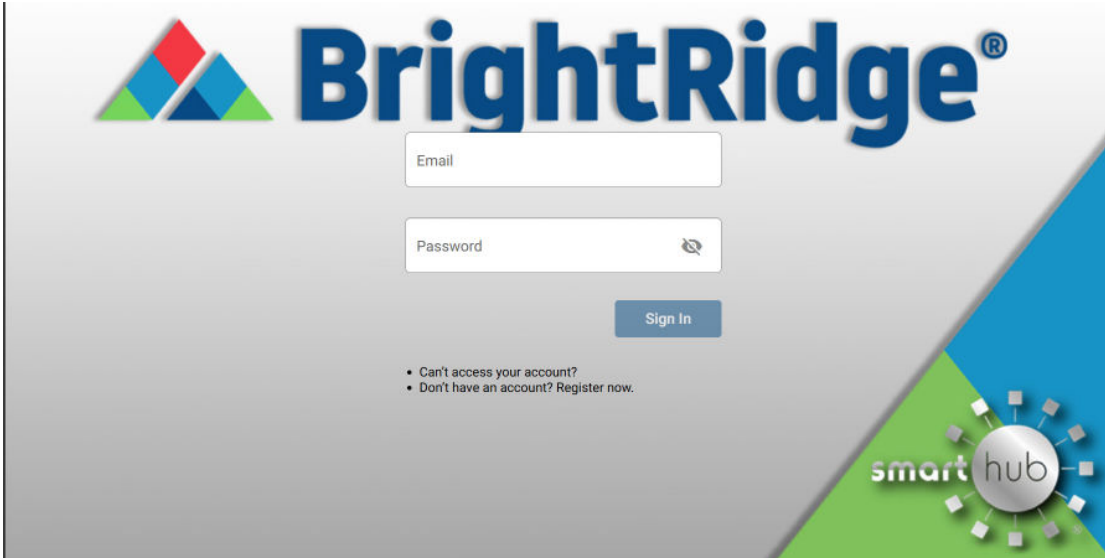 BrightRidge®
Email
Password
Sign In
• Can't access your account?
• Don't have an account? Register now.
smart hub